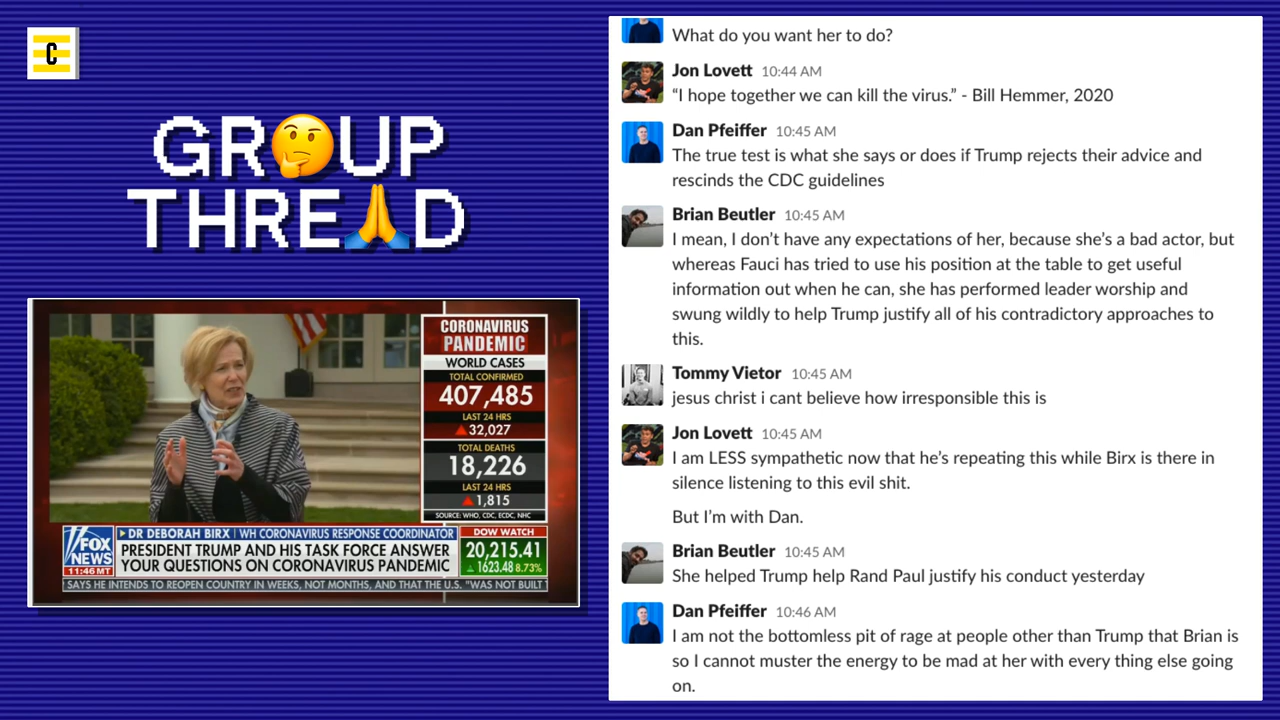 C
GROUP
THREAD
CORONAVIRUS
PANDEMIC
WORLD CASES
TOTAL CONFIRMED
407,485
LAST 24 HRS
32,027
TOTAL DEATHS
18,226
LAST 24 HRS
1,815
SOURCE: WHO, CDC, ECDC, NHC
FOX
NEWS
11:46 MT
DR DEBORAH BIRX | WH CORONAVIRUS RESPONSE COORDINATOR
PRESIDENT TRUMP AND HIS TASK FORCE ANSWER
YOUR QUESTIONS ON CORONAVIRUS PANDEMIC
DOW WATCH
20,215.41
1623.48 8.73%
SAYS HE INTENDS TO REOPEN COUNTRY IN WEEKS, NOT MONTHS, AND THAT THE U.S. "WAS NOT BUILT
What do you want her to do?
Jon Lovett 10:44 AM
“I hope together we can kill the virus.” - Bill Hemmer, 2020
Dan Pfeiffer 10:45 AM
The true test is what she says or does if Trump rejects their advice and
rescinds the CDC guidelines
Brian Beutler 10:45 AM
I mean, I don’t have any expectations of her, because she’s a bad actor, but
whereas Fauci has tried to use his position at the table to get useful
information out when he can, she has performed leader worship and
swung wildly to help Trump justify all of his contradictory approaches to
this.
Tommy Vietor 10:45 AM
jesus christ i cant believe how irresponsible this is
Jon Lovett 10:45 AM
I am LESS sympathetic now that he’s repeating this while Birx is there in
silence listening to this evil shit.
But I’m with Dan.
Brian Beutler 10:45 AM
She helped Trump help Rand Paul justify his conduct yesterday
Dan Pfeiffer 10:46 AM
I am not the bottomless pit of rage at people other than Trump that Brian is
so I cannot muster the energy to be mad at her with every thing else going
on.